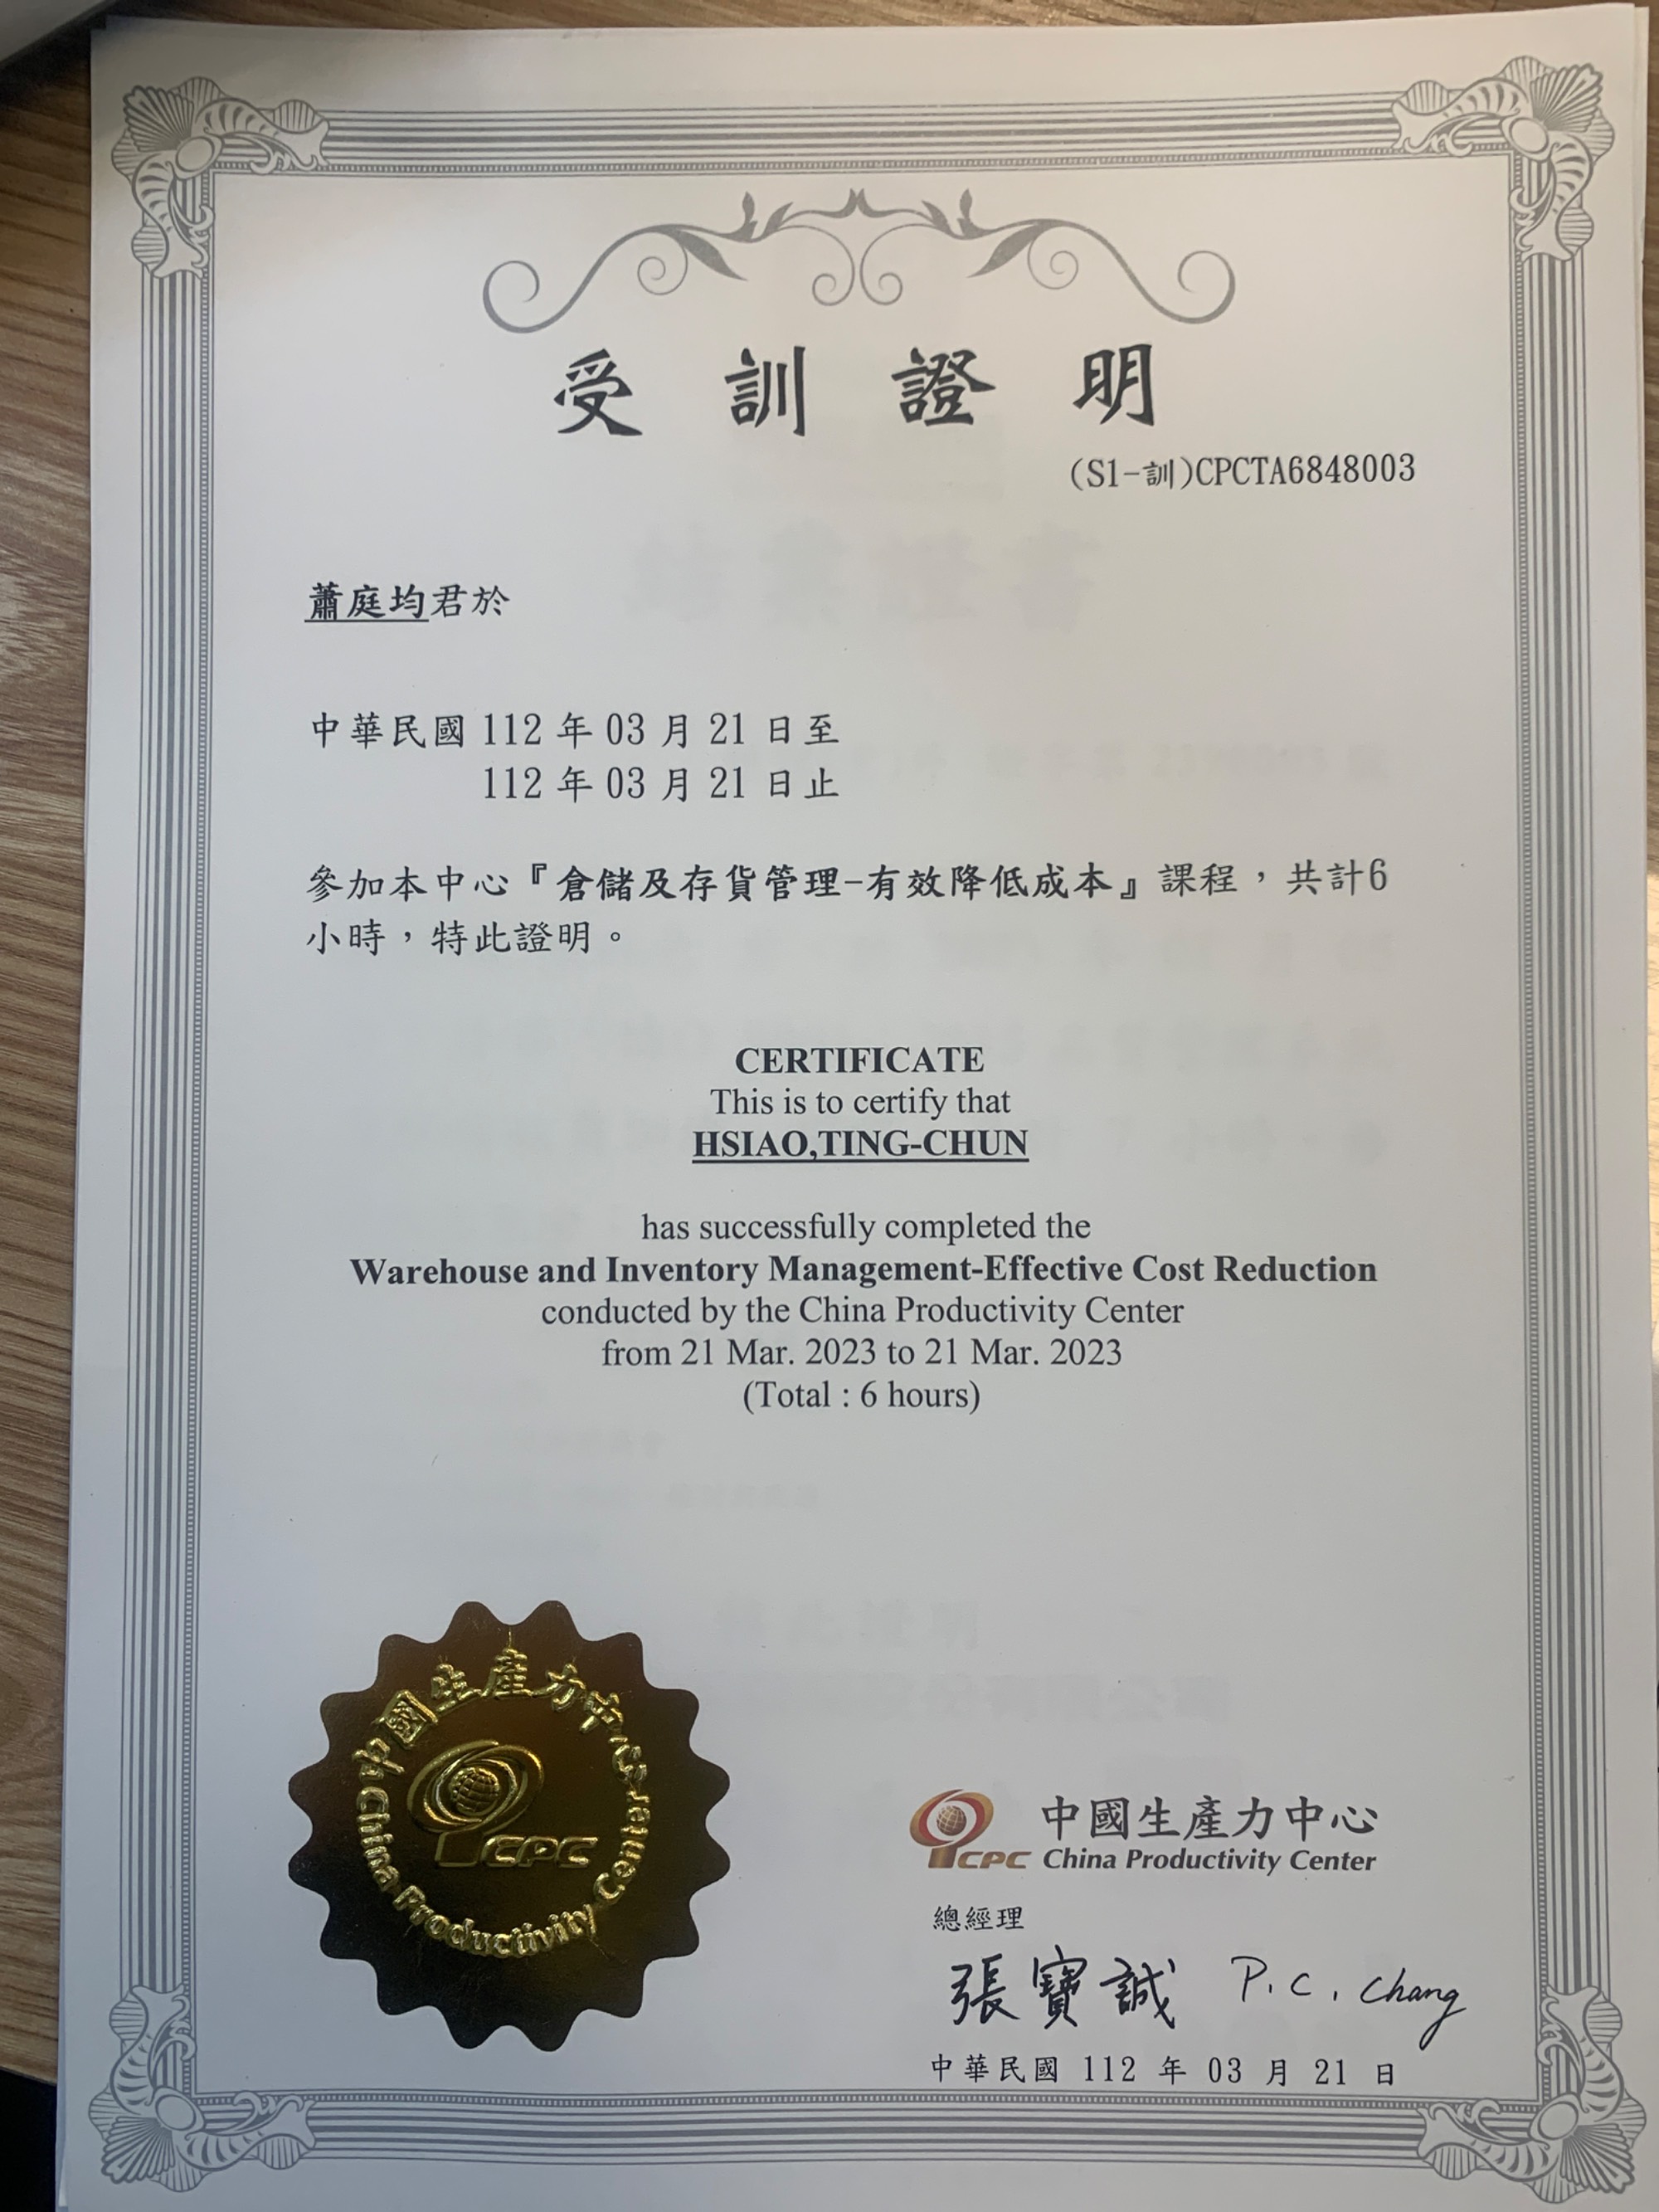 受訓證明
(S1-訓)CPCTA6848003
蕭庭均君於
中華民國 112 年 03 月 21 日至
112 年 03 月 21 日止
參加本中心『倉儲及存貨管理-有效降低成本』課程，共計6
小時，特此證明。
CERTIFICATE
This is to certify that
HSIAO,TING-CHUN
has successfully completed the
Warehouse and Inventory Management-Effective Cost Reduction
conducted by the China Productivity Center
from 21 Mar. 2023 to 21 Mar. 2023
(Total : 6 hours)
中國生產力中心
China Productivity Center
CPC
中國生產力中心
CPC China Productivity Center
總經理
張寶誠 P. C. Chang
中華民國 112 年 03 月 21 日